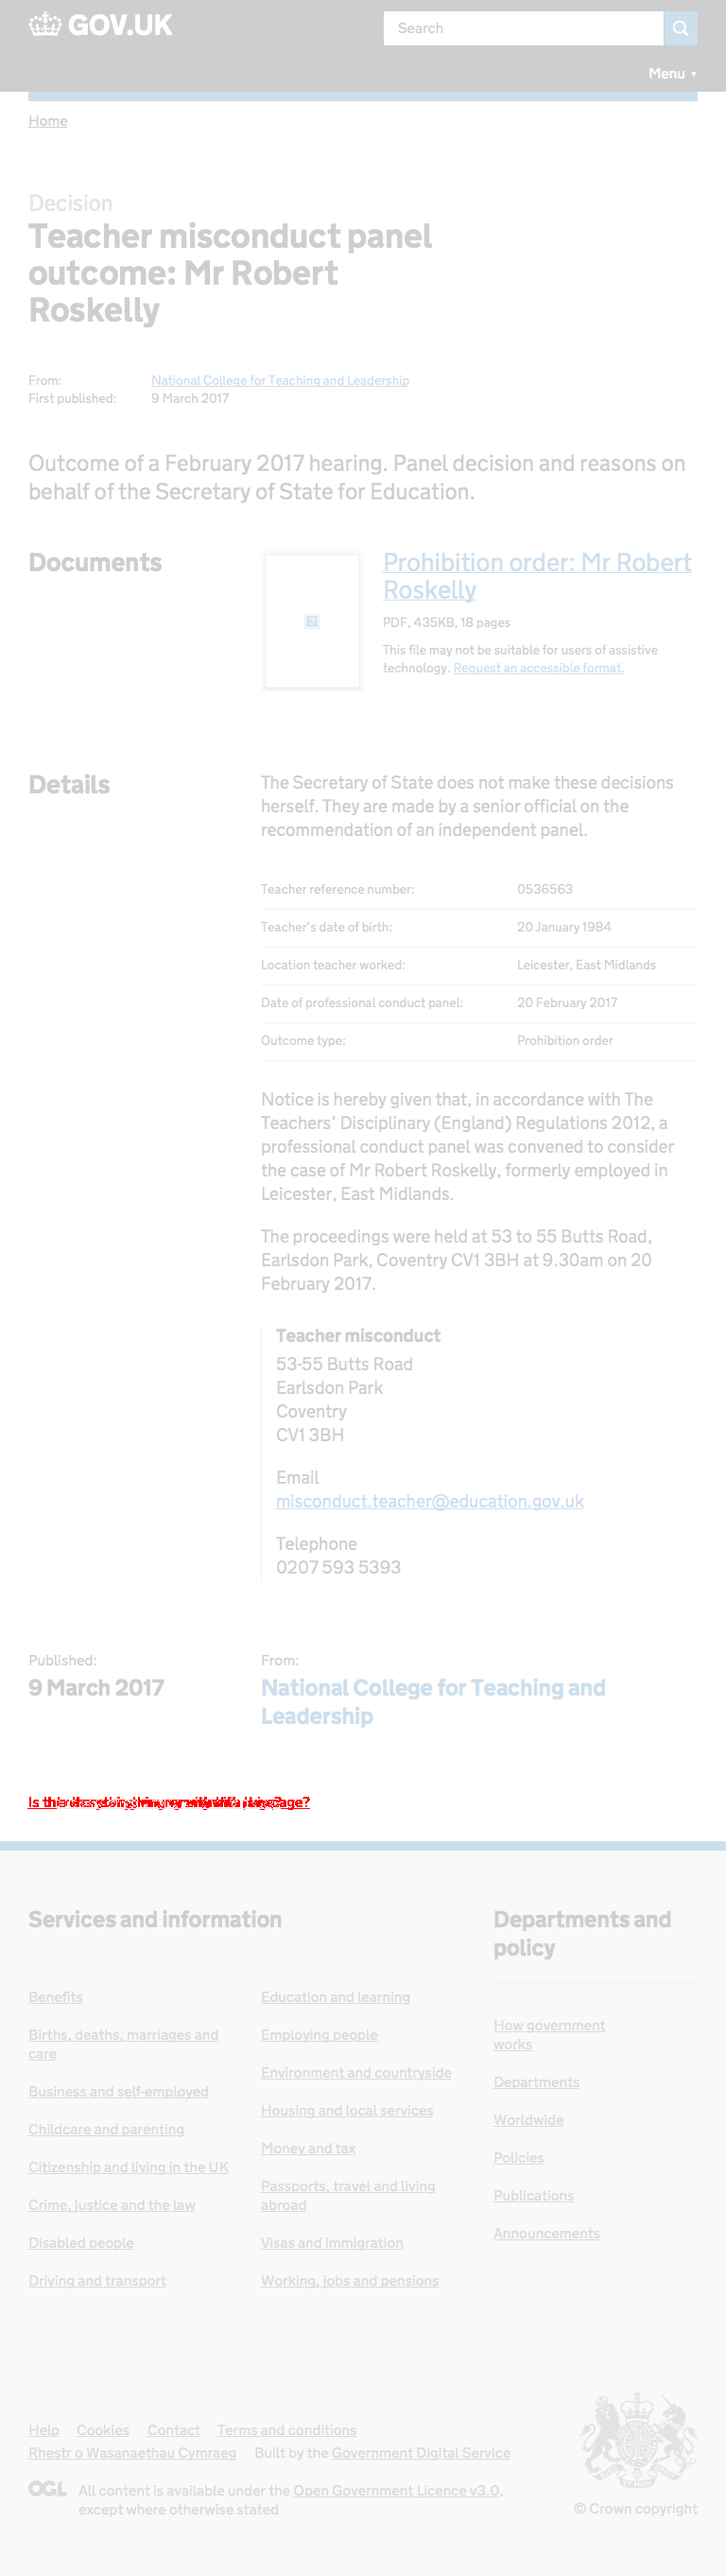 GOV.UK
Search
Menu ▼
Home
Decision
Teacher misconduct panel
outcome: Mr Robert
Roskelly
From: National College for Teaching and Leadership
First published: 9 March 2017
Outcome of a February 2017 hearing. Panel decision and reasons on
behalf of the Secretary of State for Education.
Documents
Prohibition order: Mr Robert
Roskelly
PDF, 435KB, 18 pages
This file may not be suitable for users of assistive
technology. Request an accessible format.
Details
The Secretary of State does not make these decisions
herself. They are made by a senior official on the
recommendation of an independent panel.
Teacher reference number: 0536563
Teacher's date of birth: 20 January 1984
Location teacher worked: Leicester, East Midlands
Date of professional conduct panel: 20 February 2017
Outcome type: Prohibition order
Notice is hereby given that, in accordance with The
Teachers' Disciplinary (England) Regulations 2012, a
professional conduct panel was convened to consider
the case of Mr Robert Roskelly, formerly employed in
Leicester, East Midlands.
The proceedings were held at 53 to 55 Butts Road,
Earlsdon Park, Coventry CV1 3BH at 9.30am on 20
February 2017.
Teacher misconduct
53-55 Butts Road
Earlsdon Park
Coventry
CV1 3BH
Email
misconduct.teacher@education.gov.uk
Telephone
0207 593 5393
Published: From:
9 March 2017 National College for Teaching and
Leadership
Is page?
Services and information
Departments and
policy
Benefits
Births, deaths, marriages and
care
Business and self-employed
Childcare and parenting
Citizenship and living in the UK
Crime, justice and the law
Disabled people
Driving and transport
Education and learning
Employing people
Environment and countryside
Housing and local services
Money and tax
Passports, travel and living
abroad
Visas and immigration
Working, jobs and pensions
How government
works
Departments
Worldwide
Policies
Publications
Announcements
Help Cookies Contact Terms and conditions
Rhestr o Wasanaethau Cymraeg Built by the Government Digital Service
OGL All content is available under the Open Government Licence v3.0,
except where otherwise stated
© Crown copyright